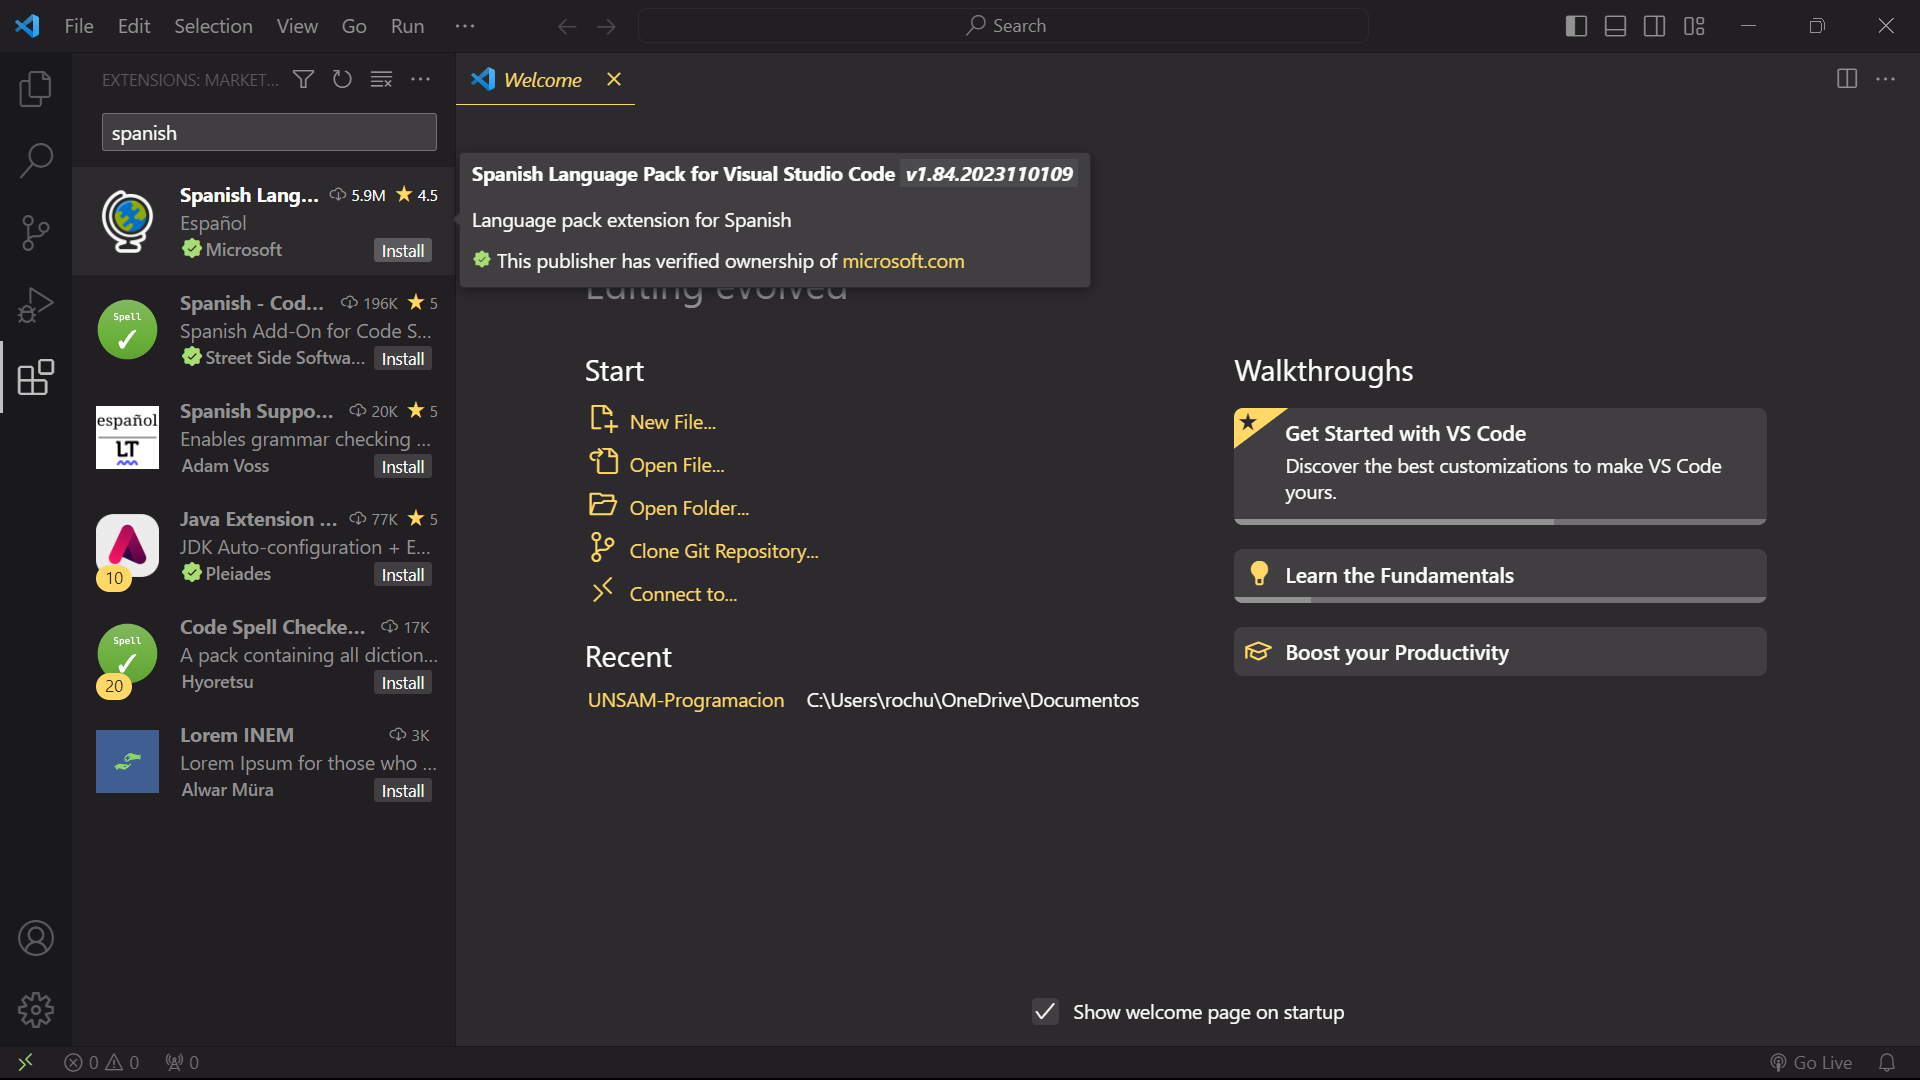 File Edit Selection View Go Run ···
Search
EXTENSIONS: MARKET...
Welcome
spanish
Spanish Lang... 5.9M 4.5
Español
Microsoft Install
Spanish - Cod... 196K 5
Spanish Add-On for Code S...
Street Side Softwa... Install
español
LT
Spanish Suppo... 20K 5
Enables grammar checking ...
Adam Voss Install
Java Extension ... 77K 5
JDK Auto-configuration + E...
10
Pleiades Install
Spell
Code Spell Checke... 17K
Spell
A pack containing all diction...
20
Hyoretsu Install
Lorem INEM 3K
Lorem Ipsum for those who ...
Alwar Müra Install
Spanish Language Pack for Visual Studio Code v1.84.2023110109
Language pack extension for Spanish
This publisher has verified ownership of microsoft.com
Editing evolved
Start
New File...
Open File...
Open Folder...
Clone Git Repository...
Connect to...
Recent
UNSAM-Programacion C:\Users\rochu\OneDrive\Documentos
Walkthroughs
Get Started with VS Code
Discover the best customizations to make VS Code
yours.
Learn the Fundamentals
Boost your Productivity
Show welcome page on startup
0 0 0
Go Live